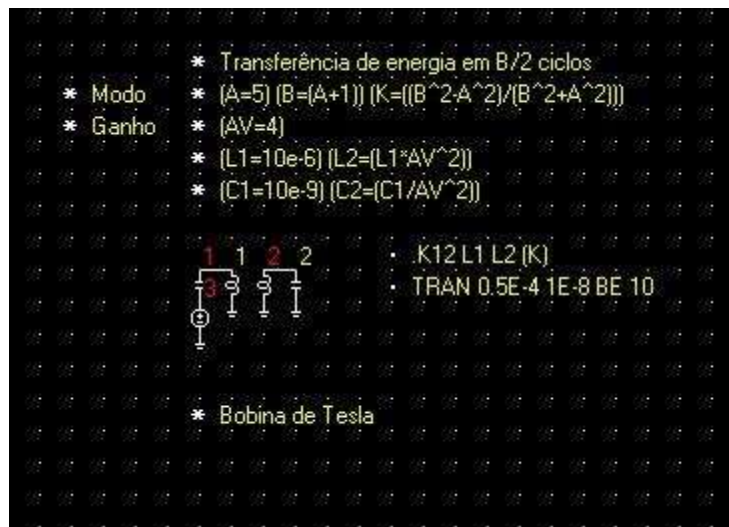 * Transferência de energia em B/2 ciclos
* Modo * (A=5) (B=(A+1)) (K=((B^2-A^2)/(B^2+A^2)))
* Ganho * (AV=4)
* (L1=10e-6) (L2=(L1*AV^2))
* (C1=10e-9) (C2=(C1/AV^2))
1 1 2 2 · .K12 L1 L2 (K)
3 · TRAN 0.5E-4 1E-8 BE 10
* Bobina de Tesla